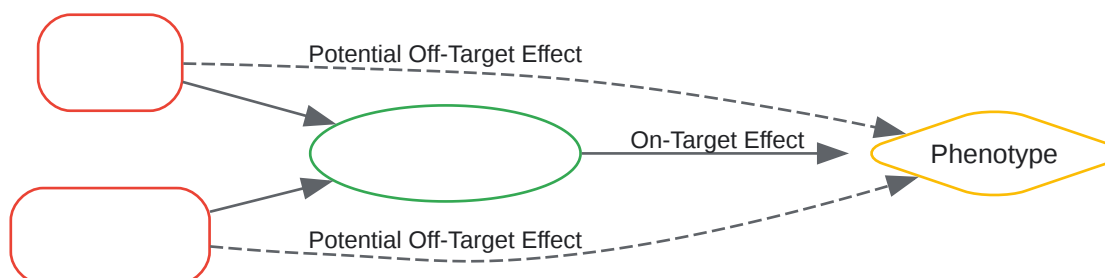 Potential Off-Target Effect
On-Target Effect
Phenotype
Potential Off-Target Effect